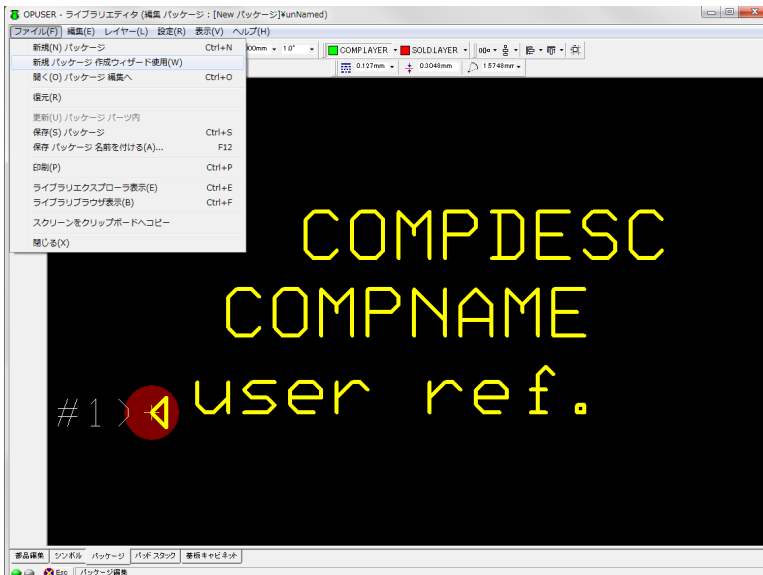 OPUSER - ライブラリエディタ (編集 パッケージ : [New パッケージ]¥unNamed)
ファイル(F) 編集(E) レイヤー(L) 設定(R) 表示(V) ヘルプ(H)
新規(N) パッケージ Ctrl+N
新規 パッケージ 作成ウィザード使用(W)
開く(O) パッケージ 編集へ Ctrl+O
復元(R)
更新(U) パッケージ パーツ内
保存(S) パッケージ Ctrl+S
保存 パッケージ 名前を付ける(A)... F12
印刷(P) Ctrl+P
ライブラリエクスプローラ表示(E) Ctrl+E
ライブラリブラウザ表示(B) Ctrl+F
スクリーンをクリップボードへコピー
閉じる(X)
1.0° COMPLAYER SOLDLAYER
0.127mm 0.3048mm 1.5748mm
COMPDESC
COMPNAME
user ref.
#1
部品編集 シンボル パッケージ パッドスタック 基板キャビネット
Esc パッケージ編集